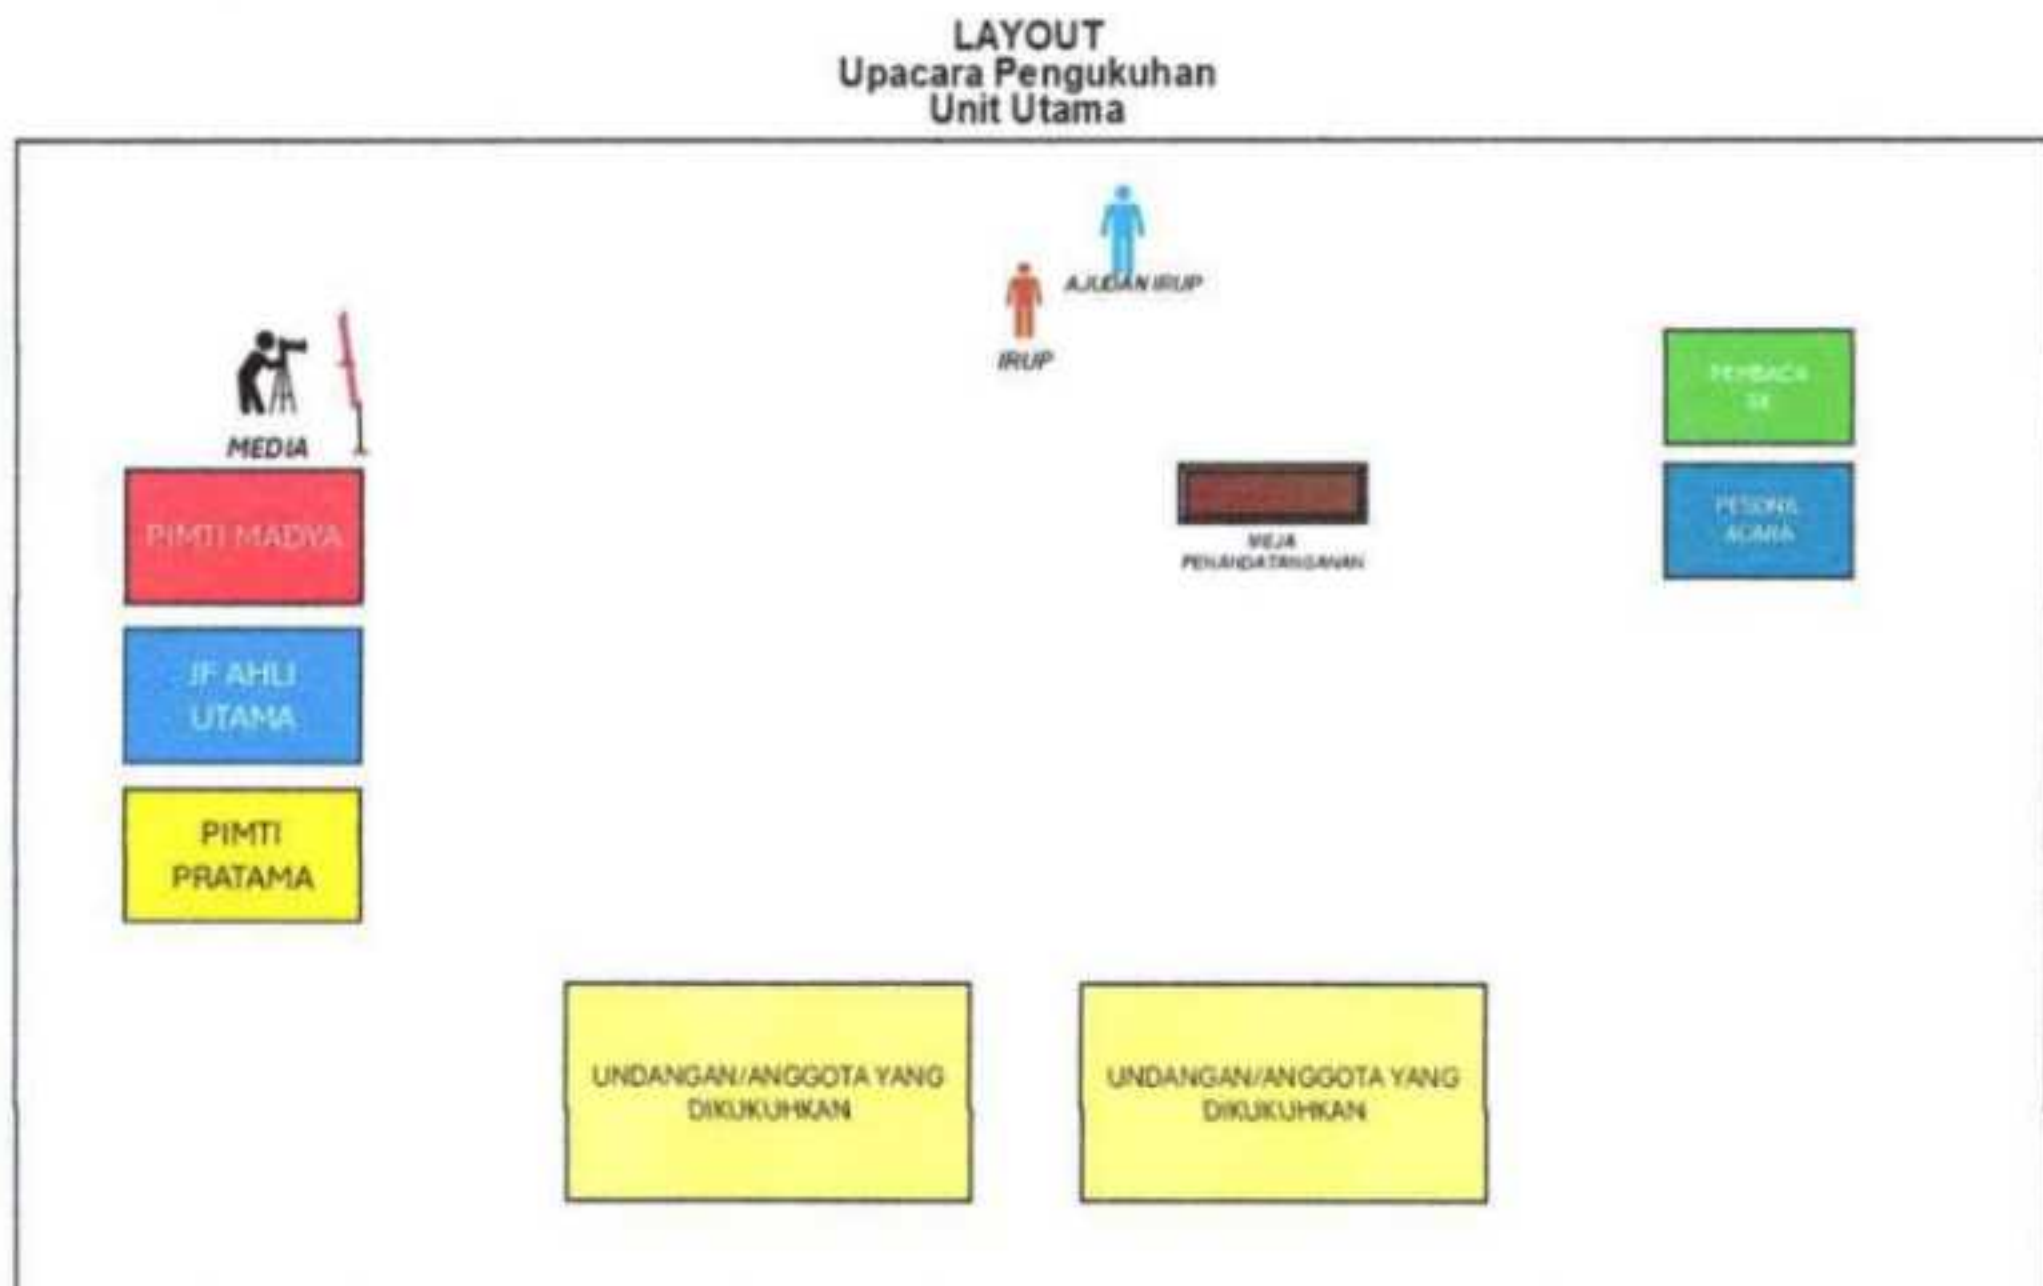 LAYOUT
Upacara Pengukuhan
Unit Utama
AJUDAN IRUP
IRUP
MEDIA
PEMBACA
SK
PIMTI MADYA
MEJA
PENANDATANGANAN
PESONA
ACARA
JF AHLI
UTAMA
PIMTI
PRATAMA
UNDANGAN/ANGGOTA YANG
DIKUKUHKAN
UNDANGAN/ANGGOTA YANG
DIKUKUHKAN